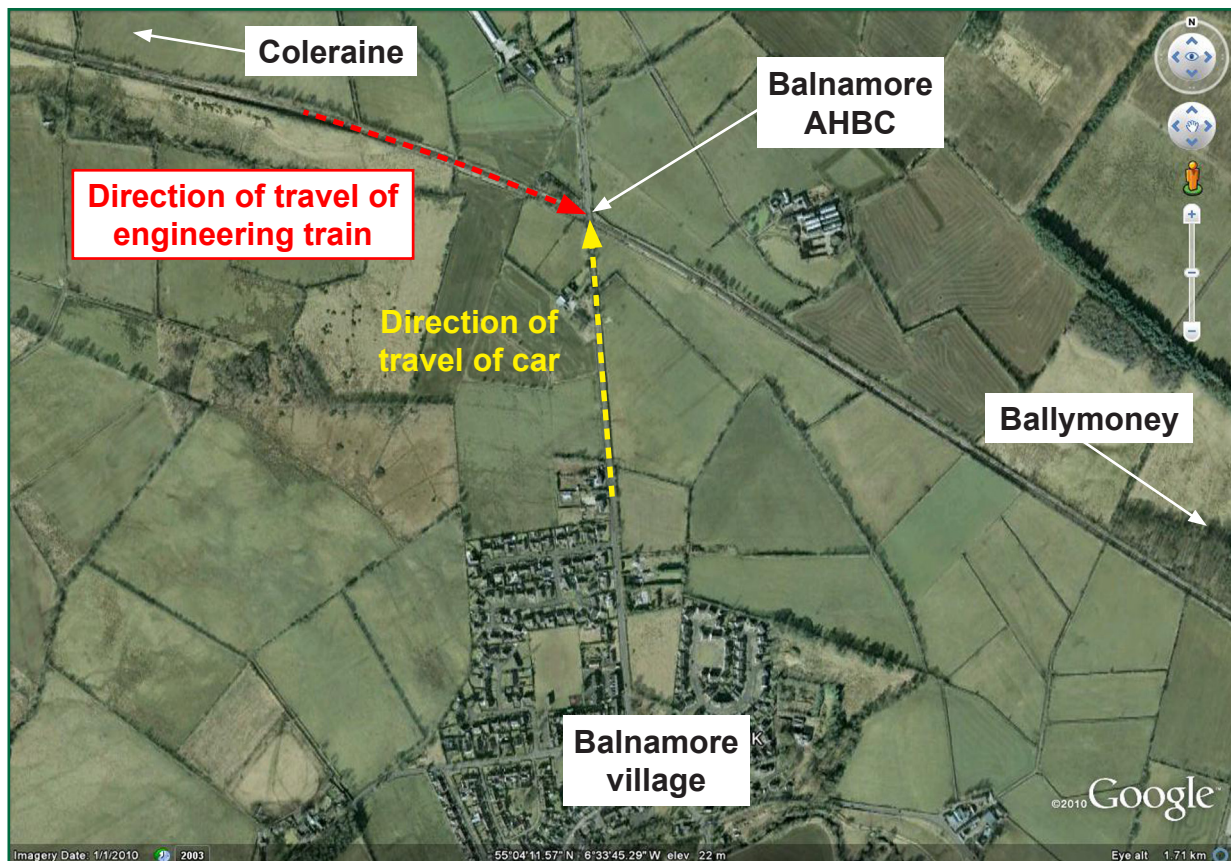 Coleraine
N
Balnamore
AHBC
Direction of travel of
engineering train
Direction of
travel of car
Ballymoney
Balnamore
village
K
©2010 Google
Imagery Date: 1/1/2010
2003
55°04'11.57" N
6°33'45.29" W
elev 22 m
Eye alt 1.71 km